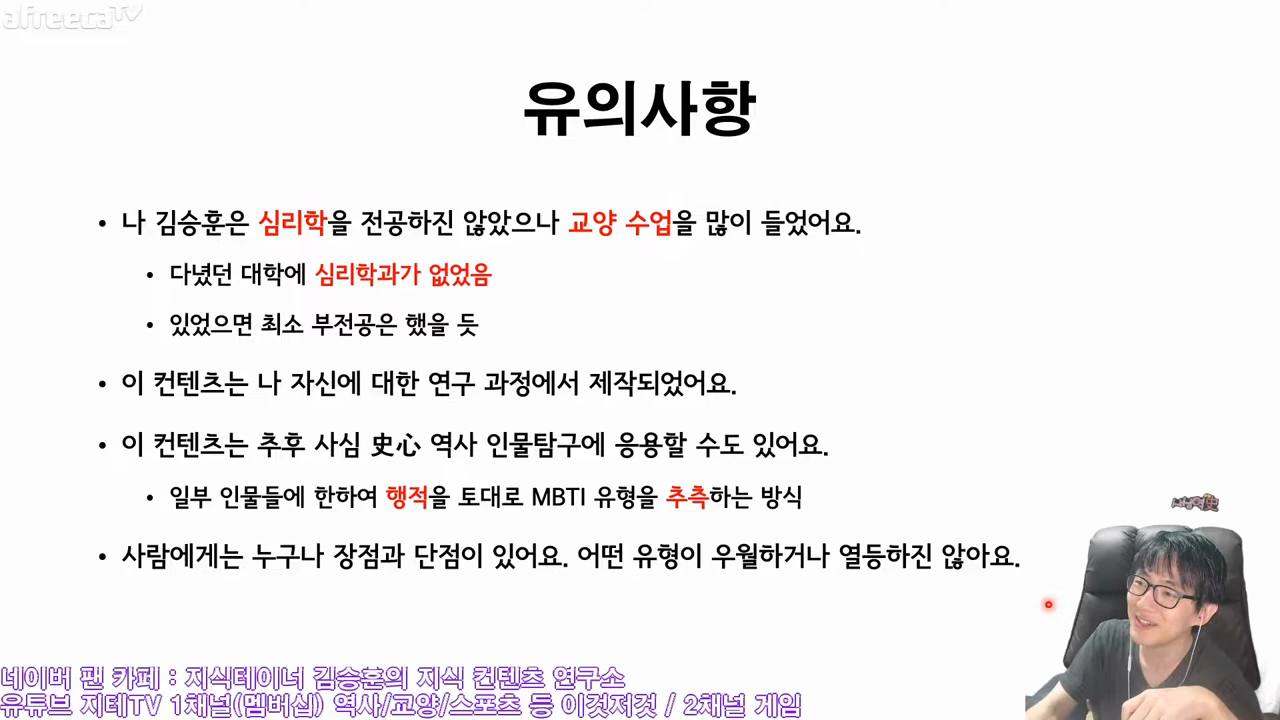 afreecaTV
유의사항
• 나 김승훈은 심리학을 전공하진 않았으나 교양 수업을 많이 들었어요.
• 다녔던 대학에 심리학과가 없었음
• 있었으면 최소 부전공은 했을 듯
• 이 컨텐츠는 나 자신에 대한 연구 과정에서 제작되었어요.
• 이 컨텐츠는 추후 사심 史心 역사 인물탐구에 응용할 수도 있어요.
• 일부 인물들에 한하여 행적을 토대로 MBTI 유형을 추측하는 방식
• 사람에게는 누구나 장점과 단점이 있어요. 어떤 유형이 우월하거나 열등하진 않아요.
네이버 팬 카페 : 지식테이너 김승훈의 지식 컨텐츠 연구소
유튜브 지테TV 1채널(멤버십) 역사/교양/스포츠 등 이것저것 / 2채널 게임